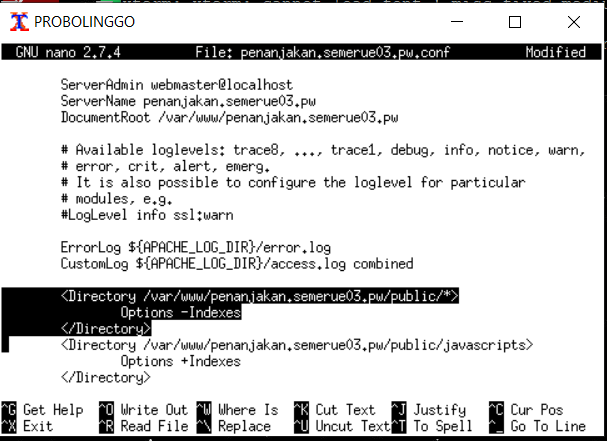 PROBOLINGGO
GNU nano 2.7.4 File: penanjakan.semerue03.pw.conf Modified
ServerAdmin webmaster@localhost
ServerName penanjakan.semerue03.pw
DocumentRoot /var/www/penanjakan.semerue03.pw
# Available loglevels: trace8, ..., trace1, debug, info, notice, warn,
# error, crit, alert, emerg.
# It is also possible to configure the loglevel for particular
# modules, e.g.
#LogLevel info ssl:warn
ErrorLog ${APACHE_LOG_DIR}/error.log
CustomLog ${APACHE_LOG_DIR}/access.log combined
<Directory /var/www/penanjakan.semerue03.pw/public/*>
Options -Indexes
</Directory>
<Directory /var/www/penanjakan.semerue03.pw/public/javascripts>
Options +Indexes
</Directory>
^G Get Help ^O Write Out ^W Where Is ^K Cut Text ^J Justify ^C Cur Pos
^X Exit ^R Read File ^\ Replace ^U Uncut Text ^T To Spell ^_ Go To Line